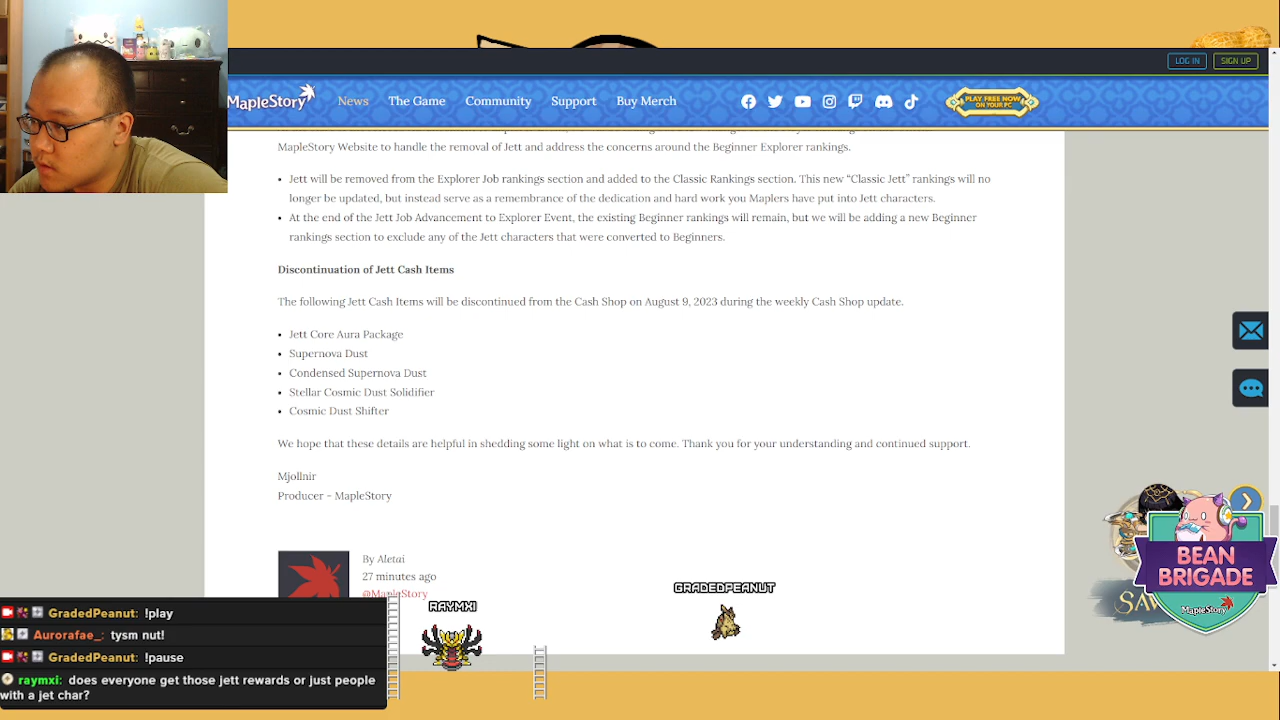 LOG IN
SIGN UP
MapleStory
News
The Game
Community
Support
Buy Merch
PLAY FREE NOW
ON YOUR PC
MapleStory Website to handle the removal of Jett and address the concerns around the Beginner Explorer rankings.
• Jett will be removed from the Explorer Job rankings section and added to the Classic Rankings section. This new “Classic Jett” rankings will no
longer be updated, but instead serve as a remembrance of the dedication and hard work you Maplers have put into Jett characters.
• At the end of the Jett Job Advancement to Explorer Event, the existing Beginner rankings will remain, but we will be adding a new Beginner
rankings section to exclude any of the Jett characters that were converted to Beginners.
Discontinuation of Jett Cash Items
The following Jett Cash Items will be discontinued from the Cash Shop on August 9, 2023 during the weekly Cash Shop update.
• Jett Core Aura Package
• Supernova Dust
• Condensed Supernova Dust
• Stellar Cosmic Dust Solidifier
• Cosmic Dust Shifter
We hope that these details are helpful in shedding some light on what is to come. Thank you for your understanding and continued support.
Mjollnir
Producer – MapleStory
By Aletai
27 minutes ago
@MapleStory
BEAN
BRIGADE
MapleStory
GRADEDPEANUT
RAYMXI
GradedPeanut: !play
Aurorafae_: tysm nut!
GradedPeanut: !pause
raymxi: does everyone get those jett rewards or just people
with a jet char?